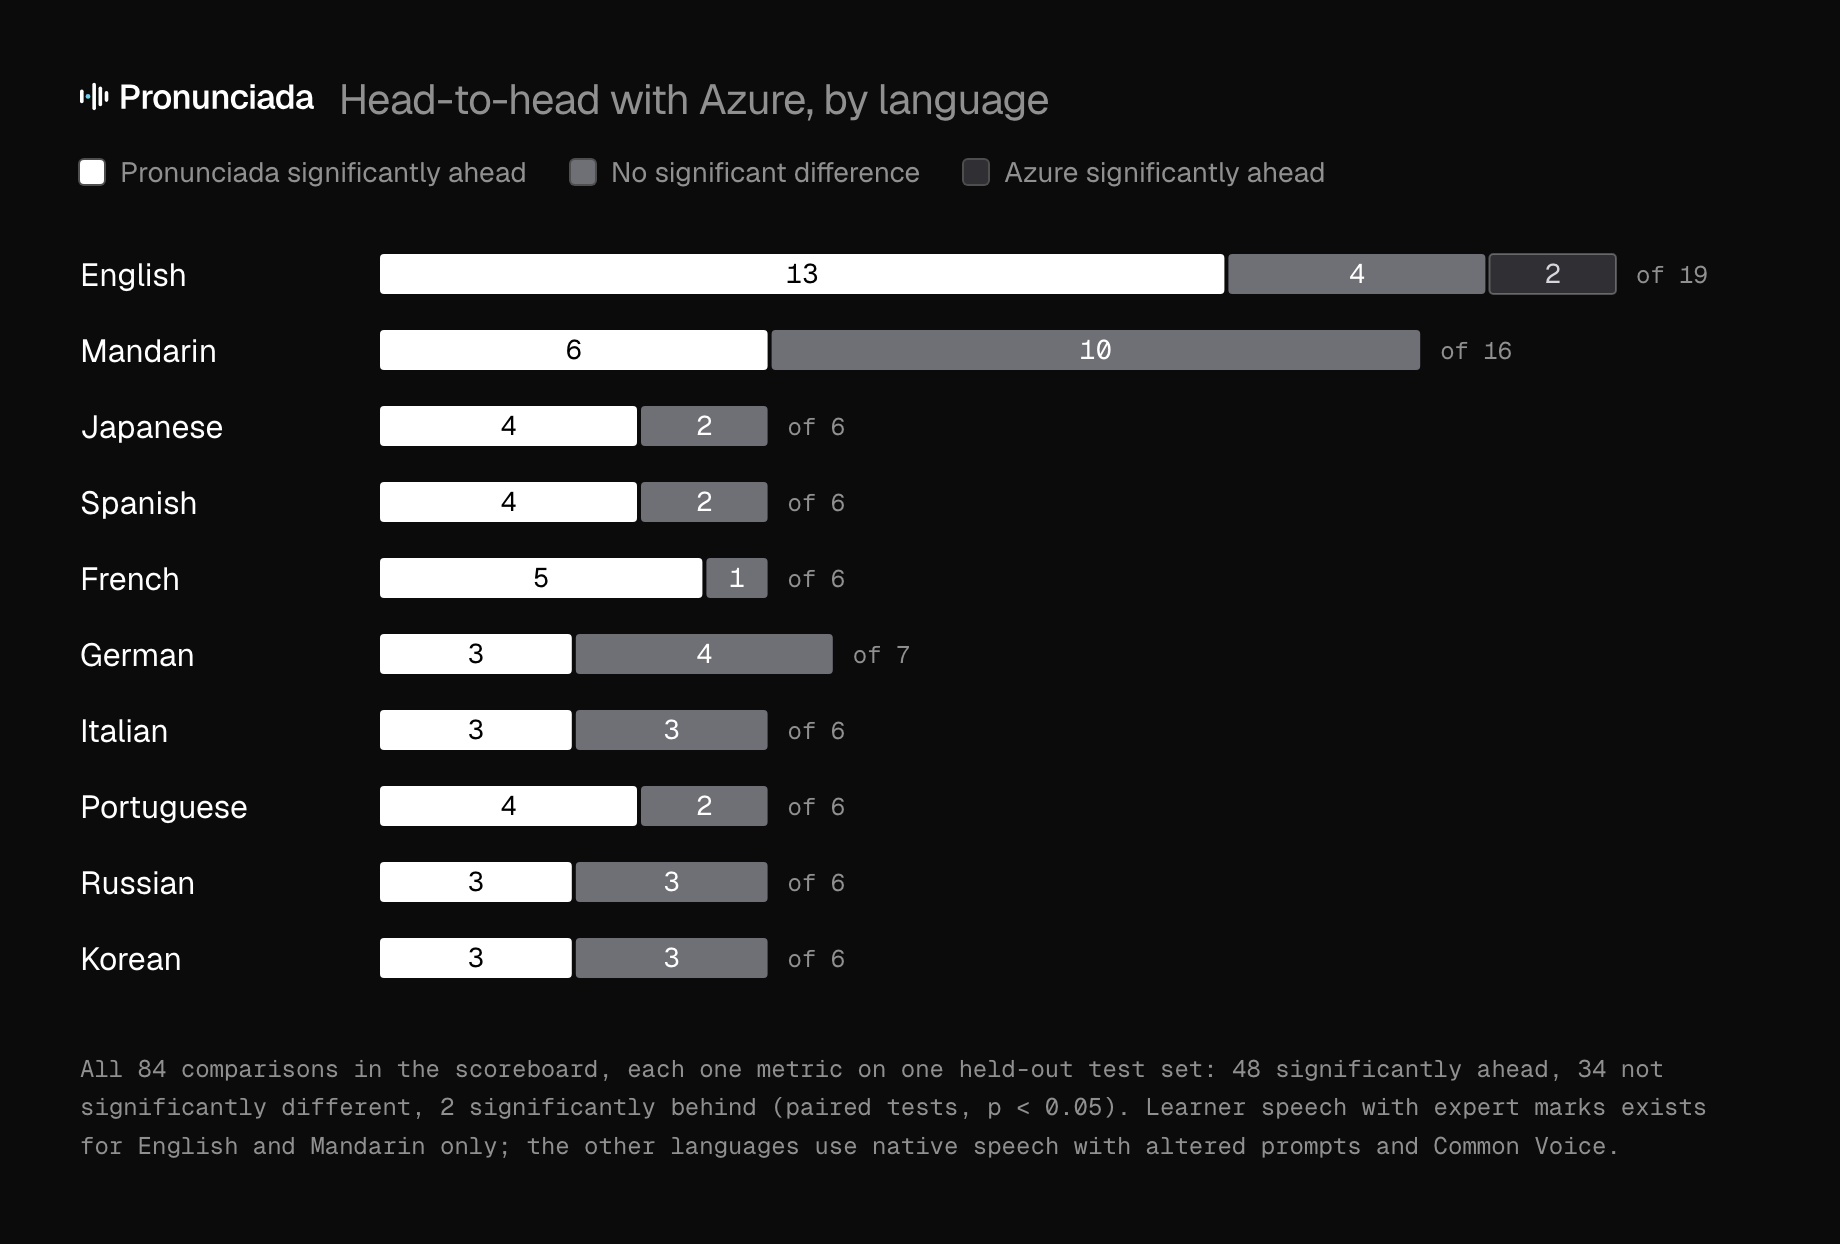 Pronunciada Head-to-head with Azure, by language
Pronunciada significantly ahead No significant difference Azure significantly ahead
English 13 4 2 of 19
Mandarin 6 10 of 16
Japanese 4 2 of 6
Spanish 4 2 of 6
French 5 1 of 6
German 3 4 of 7
Italian 3 3 of 6
Portuguese 4 2 of 6
Russian 3 3 of 6
Korean 3 3 of 6
All 84 comparisons in the scoreboard, each one metric on one held-out test set: 48 significantly ahead, 34 not
significantly different, 2 significantly behind (paired tests, p < 0.05). Learner speech with expert marks exists
for English and Mandarin only; the other languages use native speech with altered prompts and Common Voice.